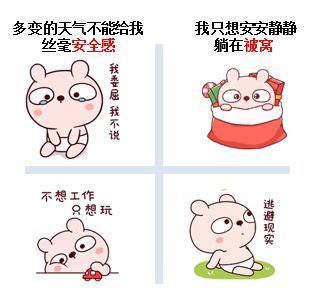 多变的天气不能给我
丝毫安全感
我只想安安静静
躺在被窝
我委屈
我不说
不想工作
只想玩
逃避
现实